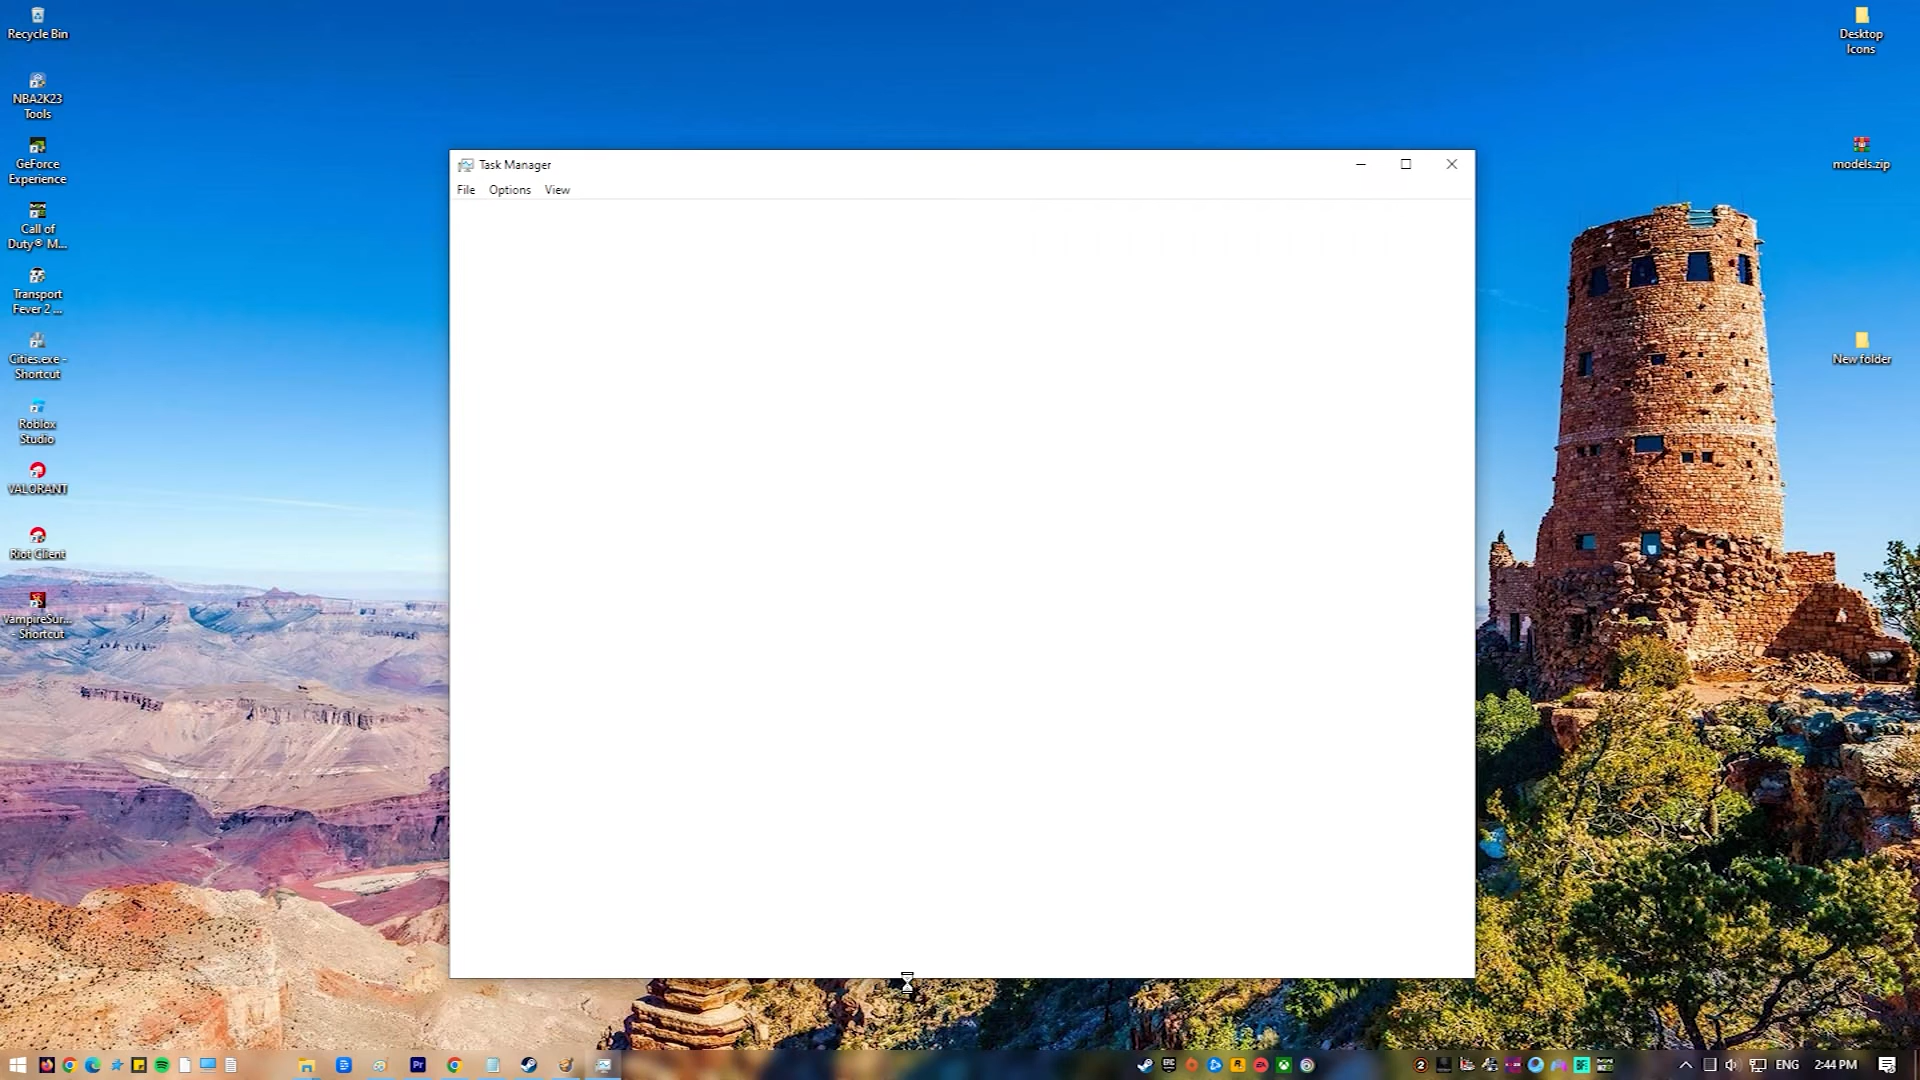 Recycle Bin
NBA2K23
Tools
GeForce
Experience
Call of
Duty® M...
Transport
Fever 2 ...
Cities.exe -
Shortcut
Roblox
Studio
VALORANT
Riot Client
VampireSur...
- Shortcut
Task Manager
File Options View
Desktop
Icons
models.zip
New folder
Pr
ENG 2:44 PM